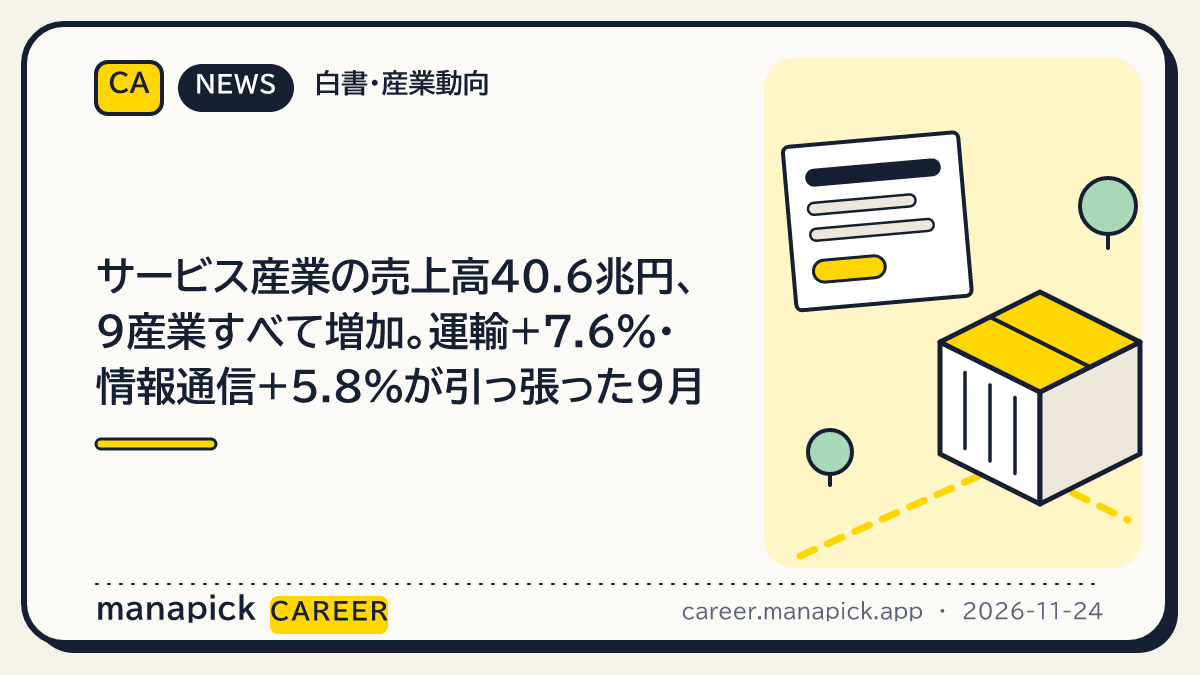 CA NEWS 白書・産業動向
サービス産業の売上高40.6兆円、
9産業すべて増加。運輸+7.6%・
情報通信+5.8%が引っ張った9月
manapick CAREER
career.manapick.app ・ 2026-11-24